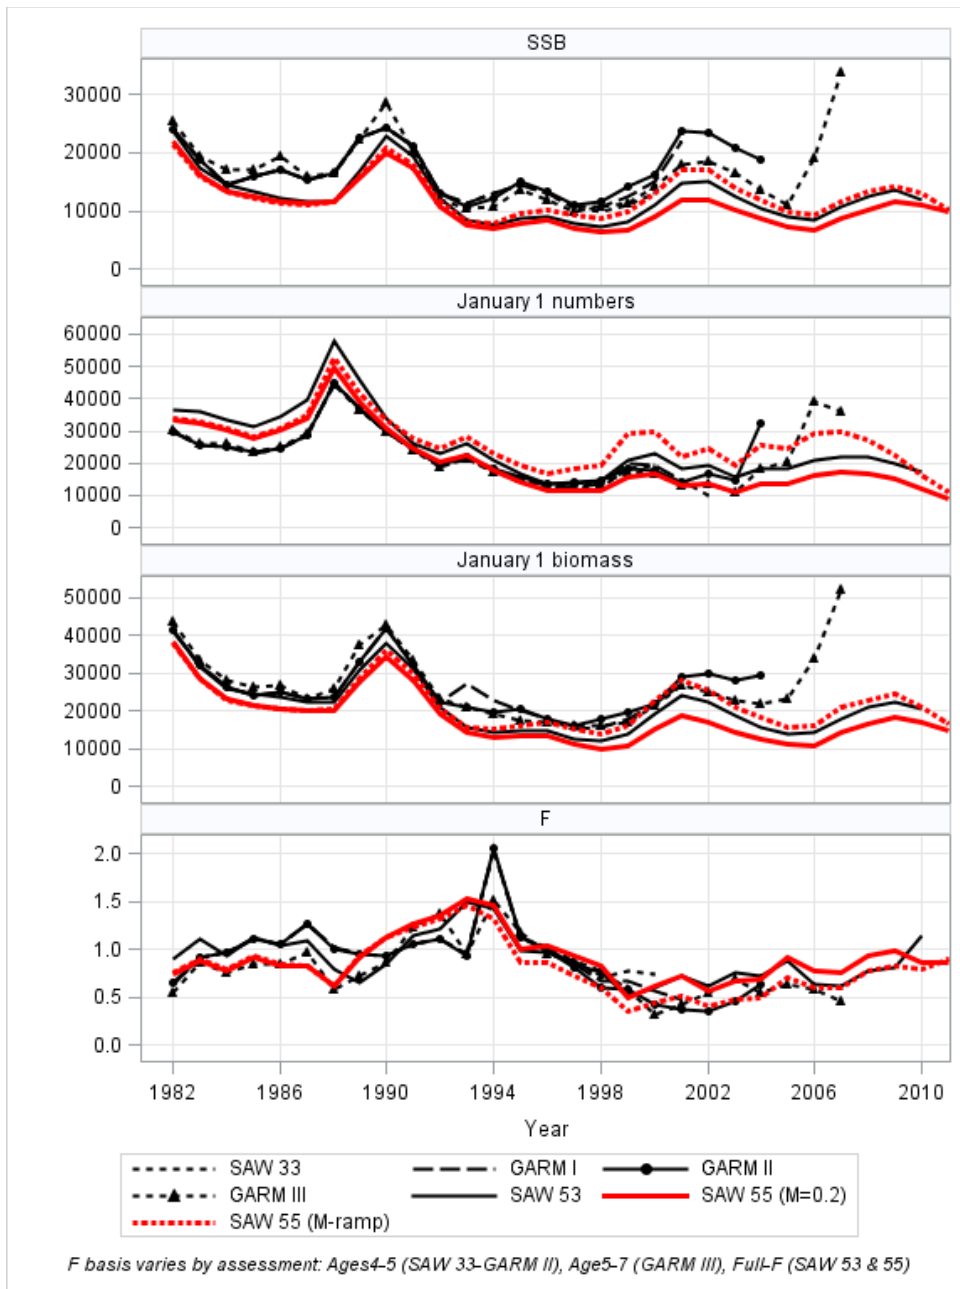 SSB
30000
20000
10000
0
January 1 numbers
60000
50000
40000
30000
20000
10000
0
January 1 biomass
50000
40000
30000
20000
10000
0
F
2.0
1.5
1.0
0.5
0.0
1982 1986 1990 1994 1998 2002 2006 2010
Year
SAW 33 GARM I GARM II
GARM III SAW 53 SAW 55 (M=0.2)
SAW 55 (M-ramp)
F basis varies by assessment: Ages4-5 (SAW 33-GARM II), Age5-7 (GARM III), Full-F (SAW 53 & 55)